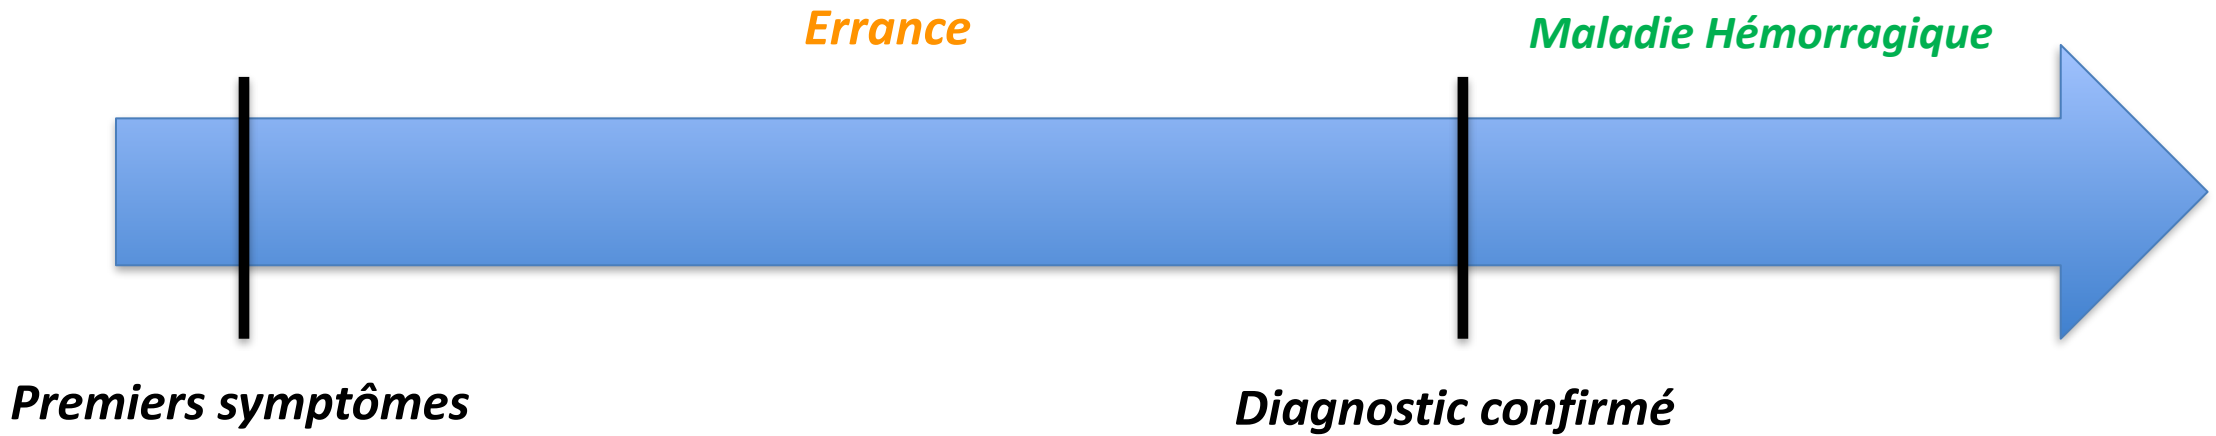 Errance
Maladie Hémorragique
Premiers symptômes
Diagnostic confirmé